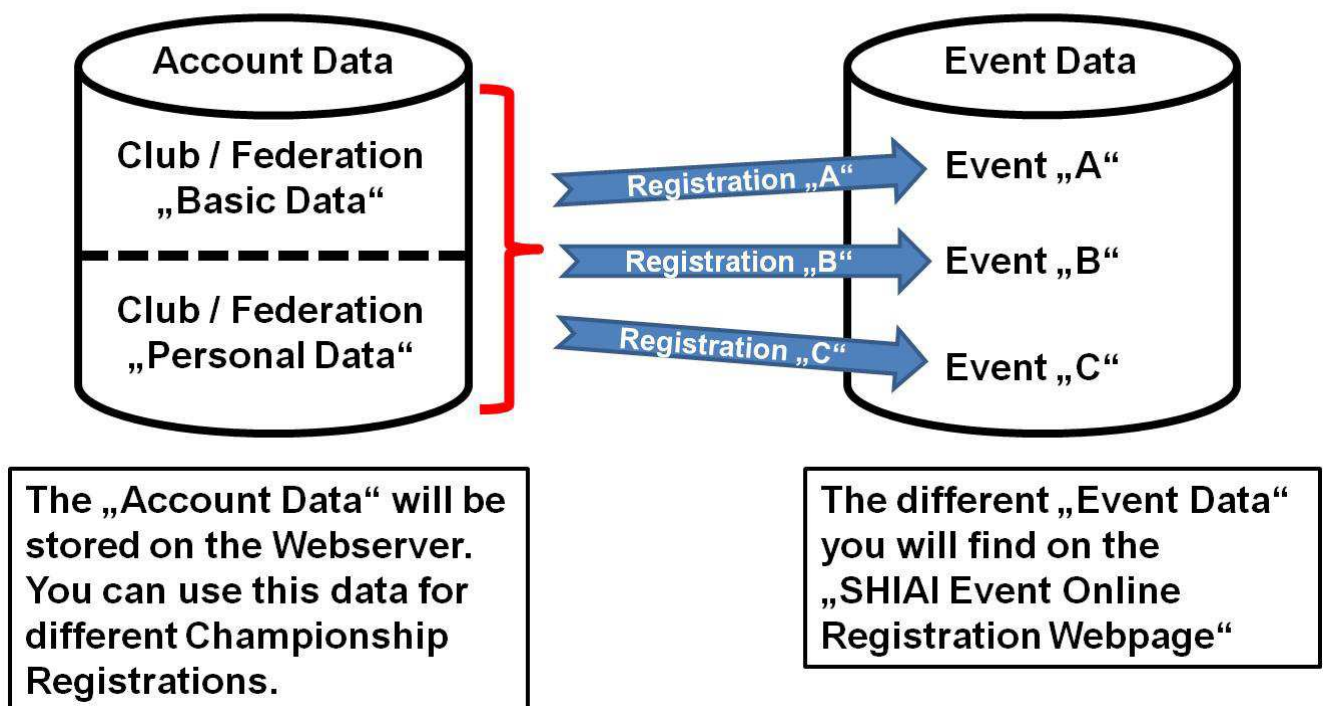 Account Data
Club / Federation
„Basic Data“
Club / Federation
„Personal Data“
Registration „A“
Registration „B“
Registration „C“
Event Data
Event „A“
Event „B“
Event „C“
The „Account Data“ will be
stored on the Webserver.
You can use this data for
different Championship
Registrations.
The different „Event Data“
you will find on the
„SHIAI Event Online
Registration Webpage“